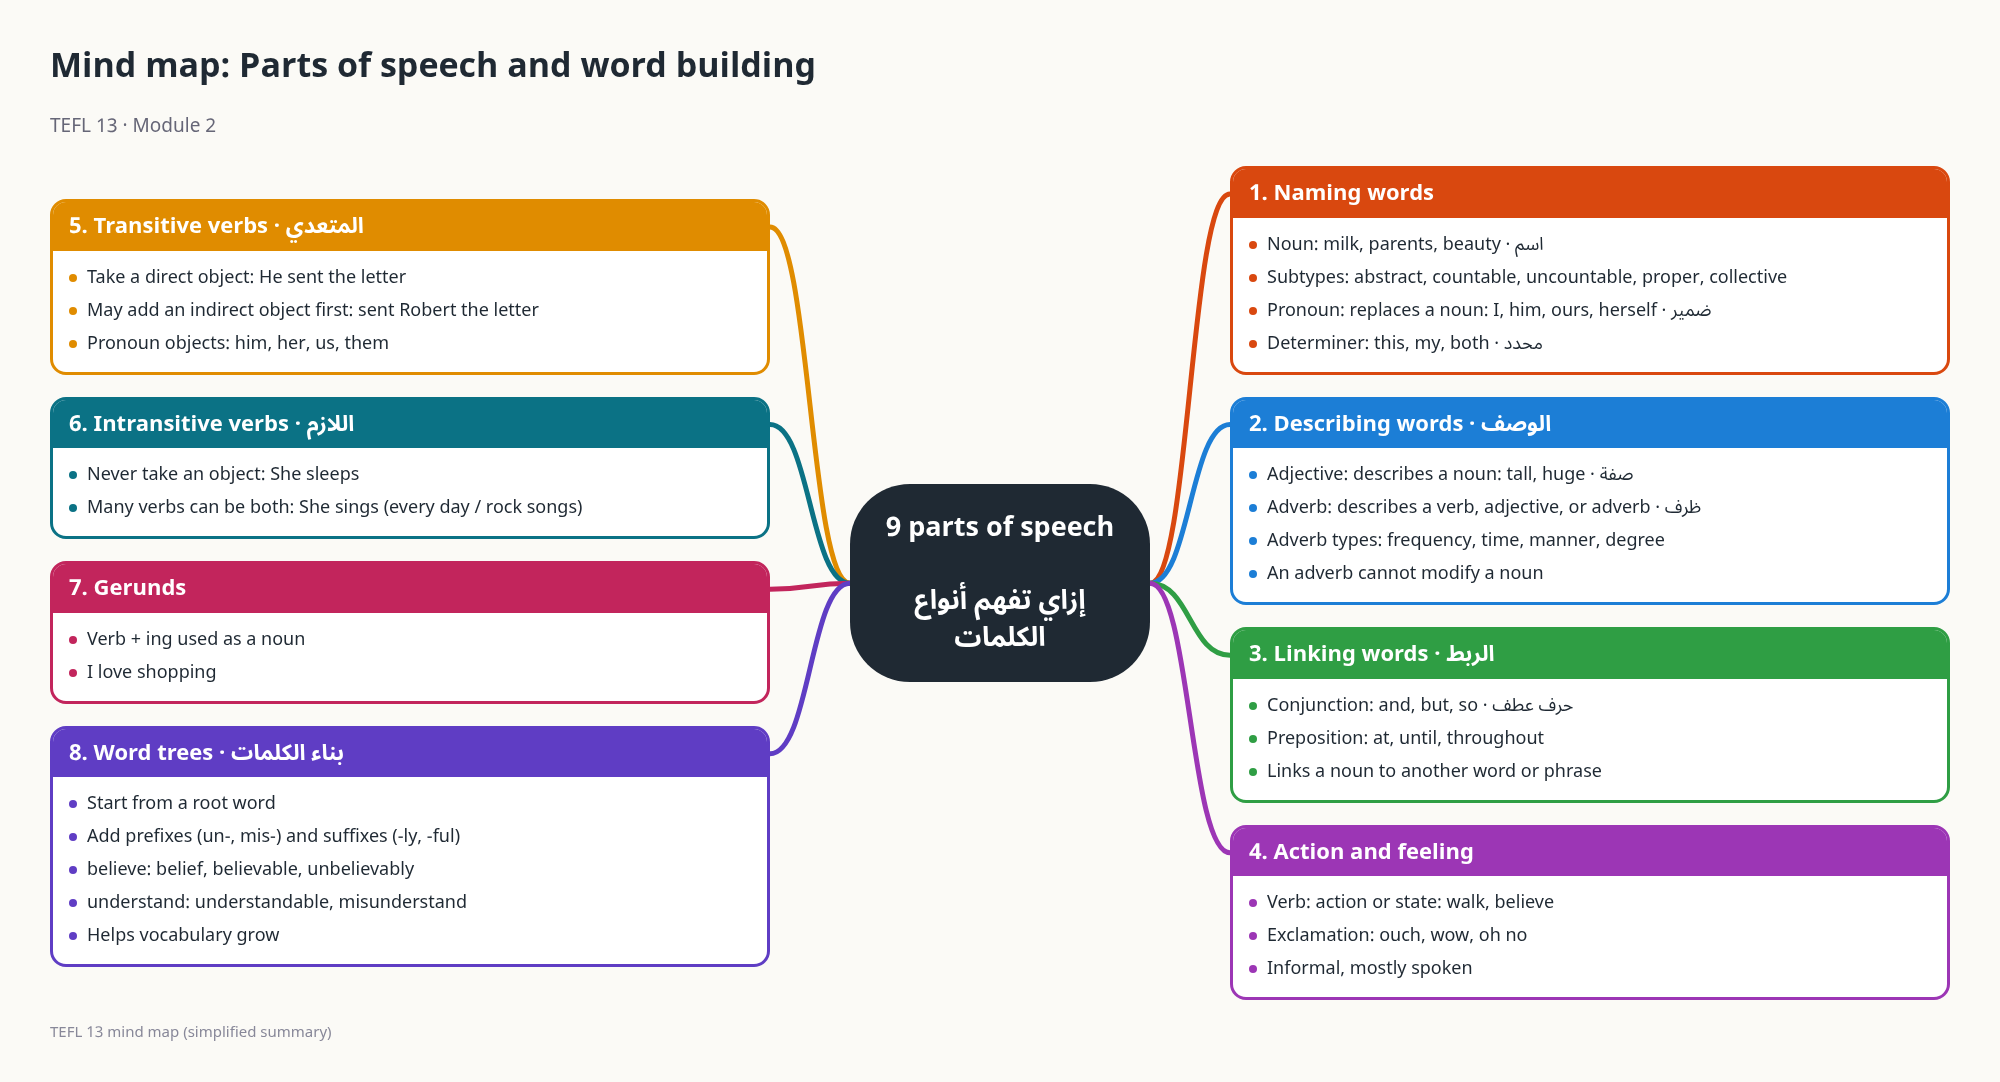 Mind map: Parts of speech and word building
TEFL 13 · Module 2
9 parts of speech
إزاي تفهم أنواع
الكلمات
1. Naming words
Noun: milk, parents, beauty · اسم
Subtypes: abstract, countable, uncountable, proper, collective
Pronoun: replaces a noun: I, him, ours, herself · ضمير
Determiner: this, my, both · محدد
2. Describing words · الوصف
Adjective: describes a noun: tall, huge · صفة
Adverb: describes a verb, adjective, or adverb · ظرف
Adverb types: frequency, time, manner, degree
An adverb cannot modify a noun
3. Linking words · الربط
Conjunction: and, but, so · حرف عطف
Preposition: at, until, throughout
Links a noun to another word or phrase
4. Action and feeling
Verb: action or state: walk, believe
Exclamation: ouch, wow, oh no
Informal, mostly spoken
5. Transitive verbs · المتعدي
Take a direct object: He sent the letter
May add an indirect object first: sent Robert the letter
Pronoun objects: him, her, us, them
6. Intransitive verbs · اللازم
Never take an object: She sleeps
Many verbs can be both: She sings (every day / rock songs)
7. Gerunds
Verb + ing used as a noun
I love shopping
8. Word trees · بناء الكلمات
Start from a root word
Add prefixes (un-, mis-) and suffixes (-ly, -ful)
believe: belief, believable, unbelievably
understand: understandable, misunderstand
Helps vocabulary grow
TEFL 13 mind map (simplified summary)